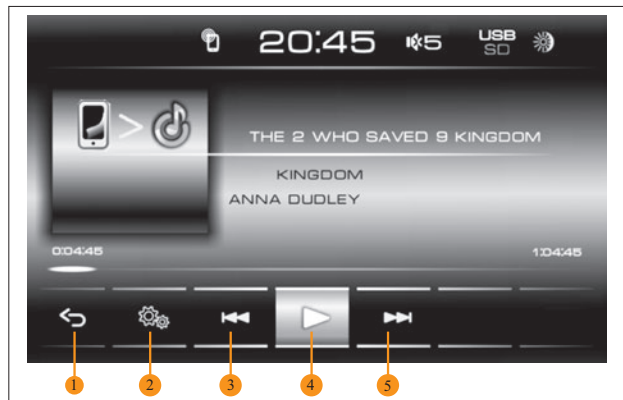 20:45 5 USB
SD
THE 2 WHO SAVED 9 KINGDOM
KINGDOM
ANNA DUDLEY
0:04:45 1:04:45
1 2 3 4 5